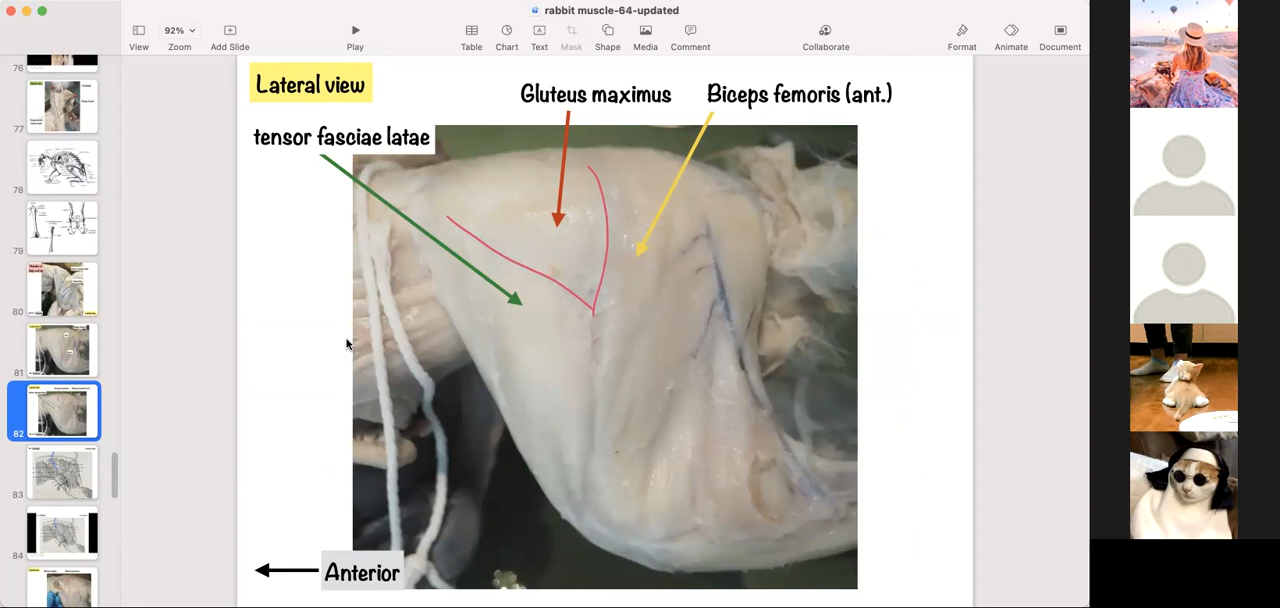 rabbit muscle-64-updated
92%
View
Zoom
Add Slide
Play
Table
Chart
Text
Mask
Shape
Media
Comment
Collaborate
Format
Animate
Document
76
77
78
79
80
81
82
83
84
Lateral view
Gluteus maximus
Biceps femoris (ant.)
tensor fasciae latae
Anterior